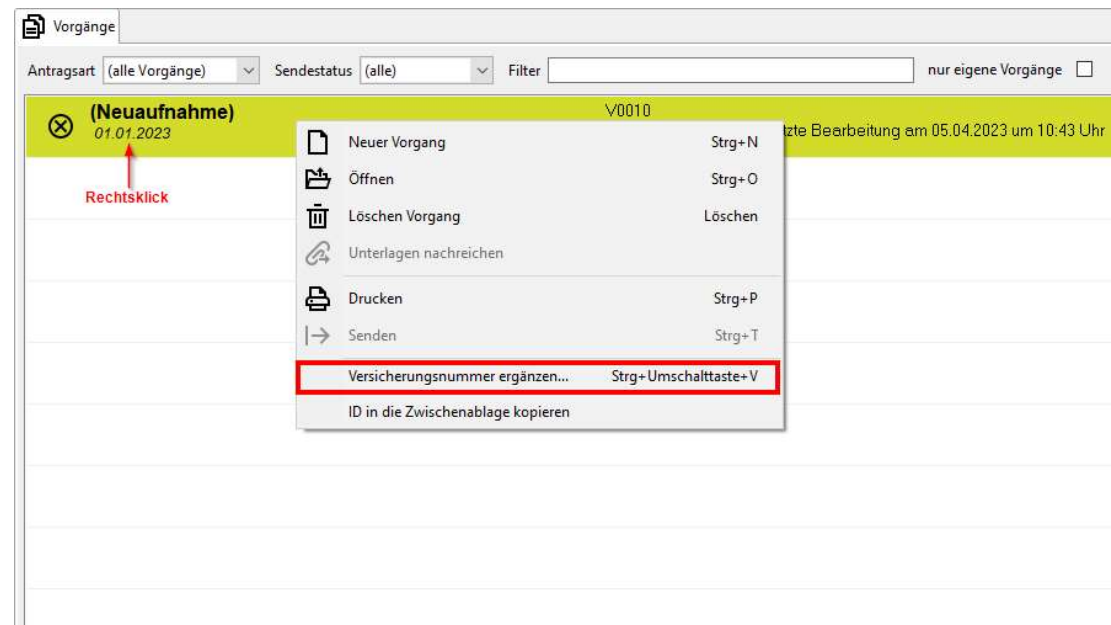 Vorgänge
Antragsart (alle Vorgänge) Sendestatus (alle) Filter nur eigene Vorgänge
(Neuaufnahme) V0010
01.01.2023 tzte Bearbeitung am 05.04.2023 um 10:43 Uhr
Rechtsklick
Neuer Vorgang Strg+N
Öffnen Strg+O
Löschen Vorgang Löschen
Unterlagen nachreichen
Drucken Strg+P
Senden Strg+T
Versicherungsnummer ergänzen... Strg+Umschalttaste+V
ID in die Zwischenablage kopieren